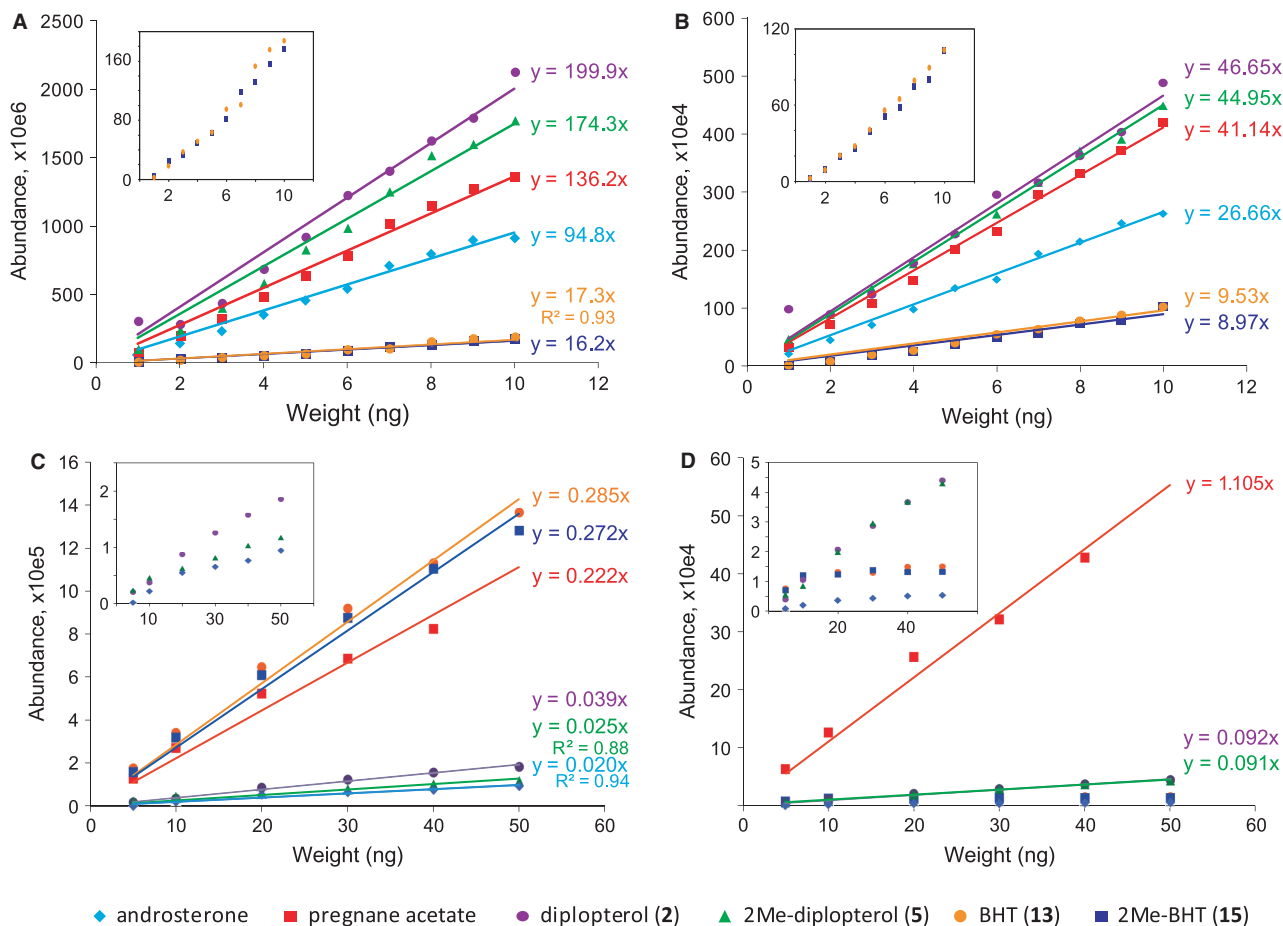 A
Abundance, x10e6
2500
2000
1500
1000
500
0
0 2 4 6 8 10 12
Weight (ng)
160
80
0
2 4 6 8 10
y = 199.9x
y = 174.3x
y = 136.2x
y = 94.8x
y = 17.3x
R² = 0.93
y = 16.2x
B
Abundance, x10e4
600
500
400
300
200
100
0
0 2 4 6 8 10 12
Weight (ng)
120
60
0
2 4 6 8 10
y = 46.65x
y = 44.95x
y = 41.14x
y = 26.66x
y = 9.53x
y = 8.97x
C
Abundance, x10e5
16
14
12
10
8
6
4
2
0
0 10 20 30 40 50 60
Weight (ng)
2
1
0
10 30 50
y = 0.285x
y = 0.272x
y = 0.222x
y = 0.039x
y = 0.025x
R² = 0.88
y = 0.020x
R² = 0.94
D
Abundance, x10e4
60
50
40
30
20
10
0 10 20 30 40 50 60
Weight (ng)
5
4
3
2
1
0
20 40
y = 1.105x
y = 0.092x
y = 0.091x
androsterone pregnane acetate diplopterol (2) 2Me-diplopterol (5) BHT (13) 2Me-BHT (15)